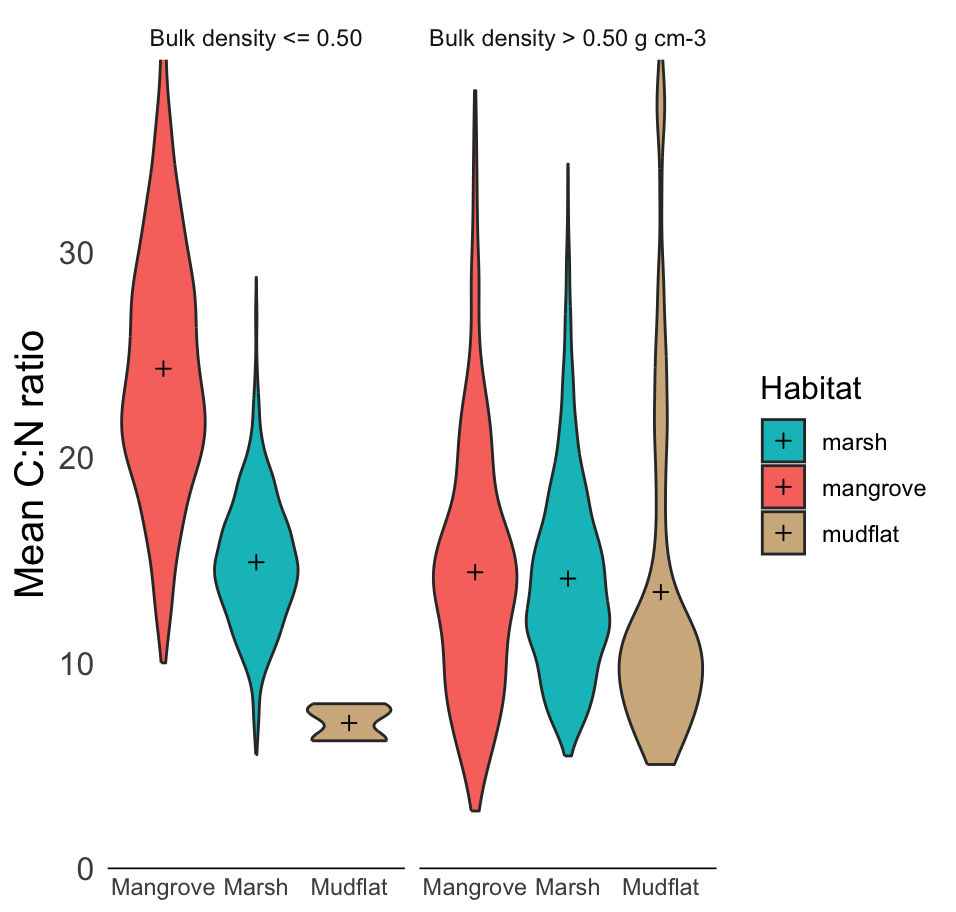 Bulk density <= 0.50
Bulk density > 0.50 g cm-3
Mean C:N ratio
30
20
10
0
Mangrove Marsh Mudflat
Mangrove Marsh Mudflat
Habitat
marsh
mangrove
mudflat